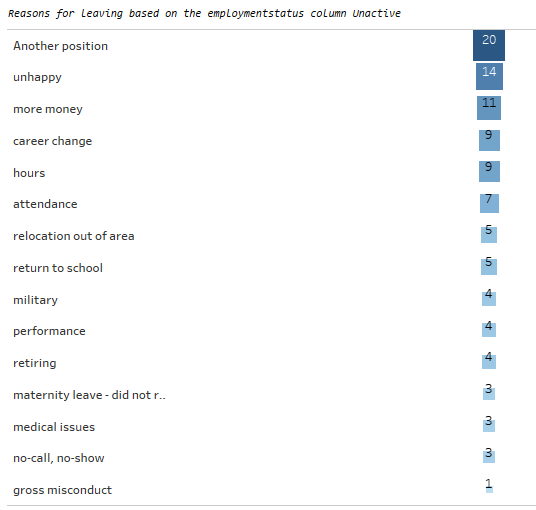 Reasons for leaving based on the employmentstatus column Unactive
Another position 20
unhappy 14
more money 11
career change 9
hours 9
attendance 7
relocation out of area 5
return to school 5
military 4
performance 4
retiring 4
maternity leave - did not r.. 3
medical issues 3
no-call, no-show 3
gross misconduct 1